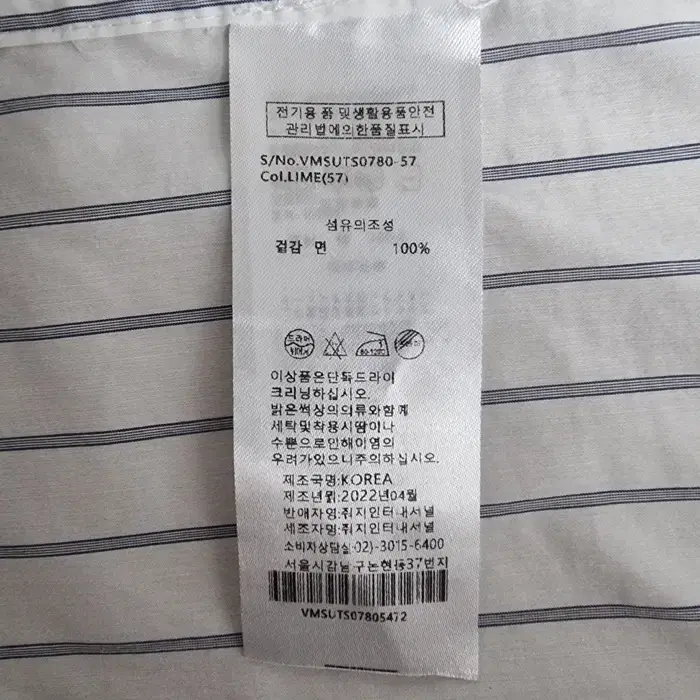 전기용 품 및생활용품안전
관리법에의한품질표시
S/No.VMSUTS0780-57
Col.LIME(57)
섬유의조성
겉감 면 100%
드라이
60-120C
이상품은단독드라이
크리닝하십시오.
밝은색상의의류와함께
세탁및착용시땀이나
수분으로인해이염의
우려가있으니주의하십시오.
제조국명:KOREA
제조년월:2022년04월
판매자명:쥐지인터내셔널
제조자명:쥐지인터내셔널
소비자상담실:02)-3015-6400
서울시강남구논현동37번지
VMSUTS07805472